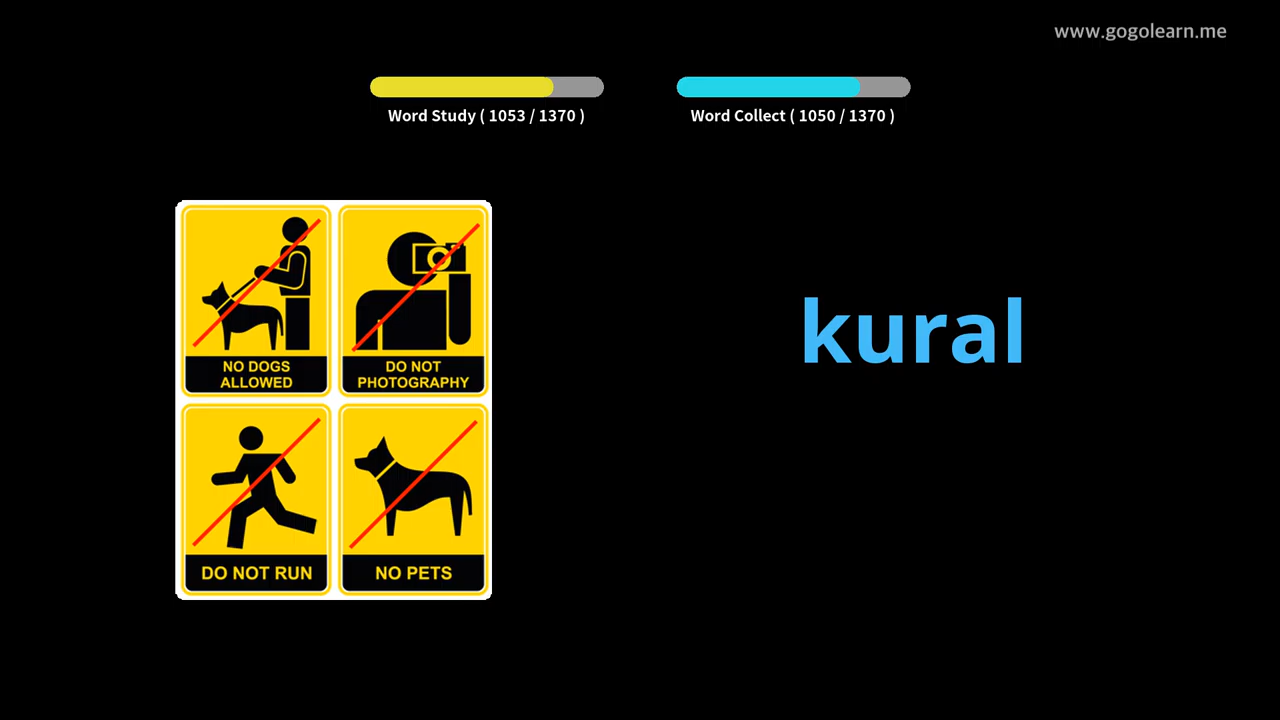 www.gogolearn.me
Word Study ( 1053 / 1370 )
Word Collect ( 1050 / 1370 )
NO DOGS
ALLOWED
DO NOT
PHOTOGRAPHY
DO NOT RUN
NO PETS
kural